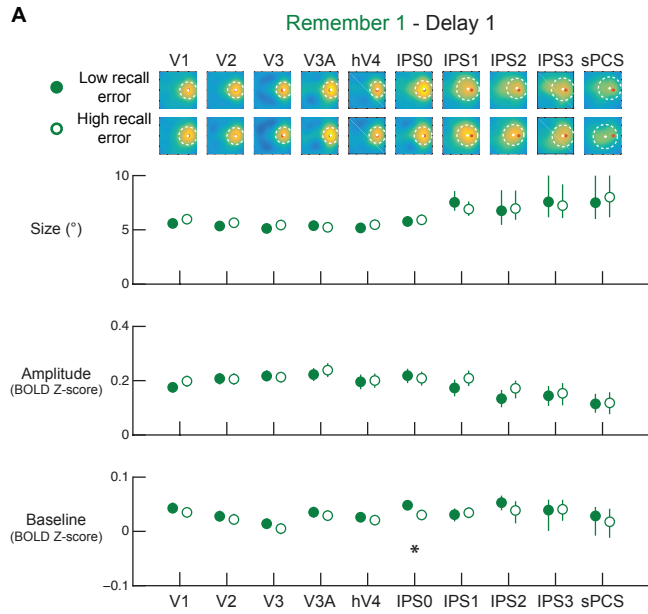 A
Remember 1 - Delay 1
V1 V2 V3 V3A hV4 IPS0 IPS1 IPS2 IPS3 sPCS
Low recall
error
High recall
error
10
Size (°)
5
0
0.4
Amplitude
(BOLD Z-score)
0.2
0
0.1
Baseline
(BOLD Z-score)
0
*
−0.1
V1 V2 V3 V3A hV4 IPS0 IPS1 IPS2 IPS3 sPCS